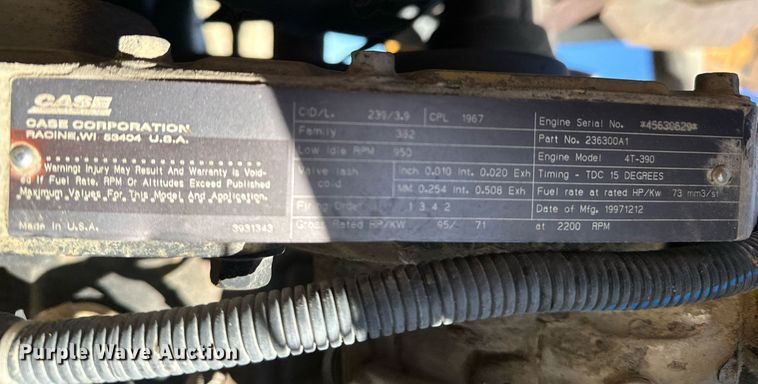 CASE
CASE CORPORATION
RACINE, WI 53404 U.S.A.
Warning: Injury May Result And Warranty is Void-
ed If Fuel Rate, RPM Or Altitudes Exceed Published
Maximum Values For This Model And Application.
Made In U.S.A. 3931343
CID/L. 239/3.9 CPL 1967
Family 382
Low Idle RPM 950
Valve lash cold Inch 0.010 Int. 0.020 Exh
MM 0.254 Int. 0.508 Exh
Firing Order 1 3 4 2
Gross Rated HP/KW 95/ 71 at 2200 RPM
Engine Serial No. *45630629*
Part No. 236300A1
Engine Model 4T-390
Timing - TDC 15 DEGREES
Fuel rate at rated HP/Kw 73 mm3/st
Date of Mfg. 19971212
Purple Wave Auction